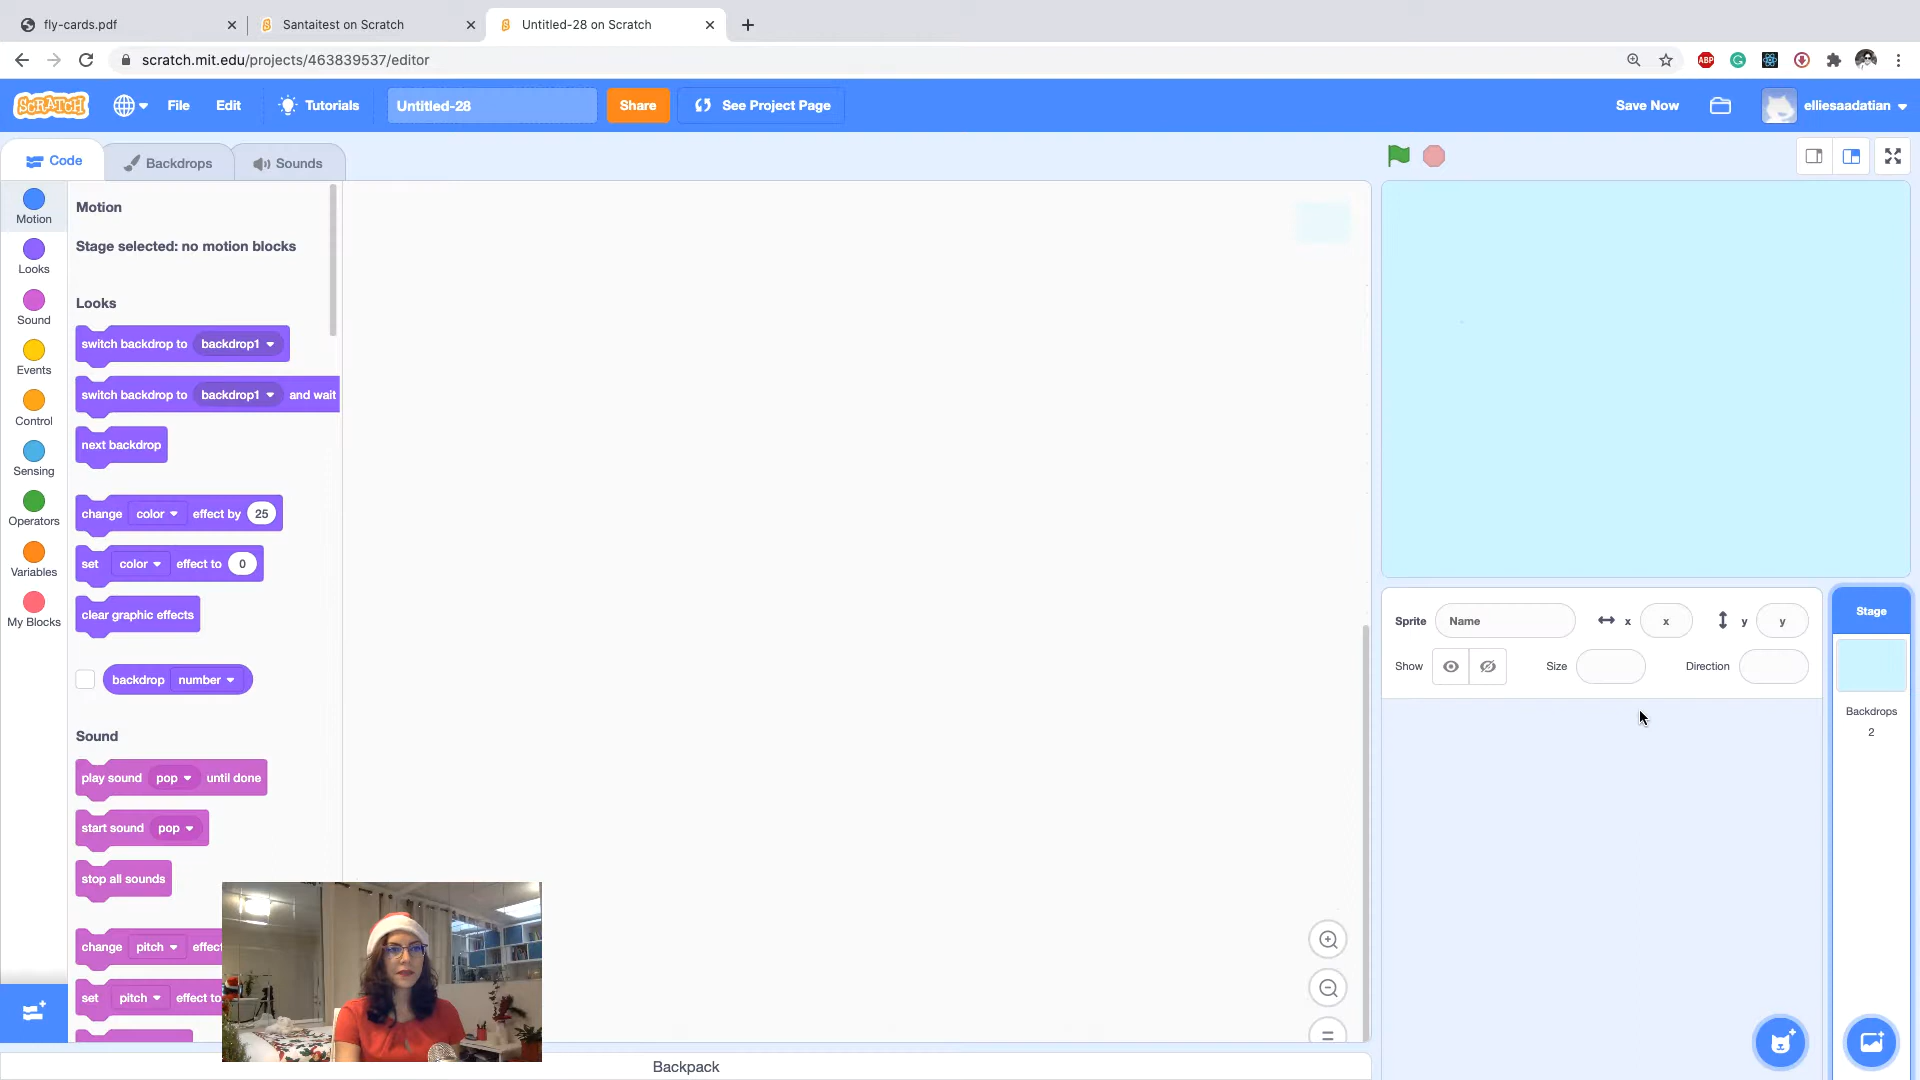 fly-cards.pdf
Santaitest on Scratch
Untitled-28 on Scratch
scratch.mit.edu/projects/463839537/editor
ABP
SCRATCH
File
Edit
Tutorials
Untitled-28
Share
See Project Page
Save Now
elliesaadatian
Code
Backdrops
Sounds
Motion
Looks
Sound
Events
Control
Sensing
Operators
Variables
My Blocks
Motion
Stage selected: no motion blocks
Looks
switch backdrop to backdrop1
switch backdrop to backdrop1 and wait
next backdrop
change color effect by 25
set color effect to 0
clear graphic effects
backdrop number
Sound
play sound pop until done
start sound pop
stop all sounds
change pitch effect
set pitch effect to
Backpack
Sprite Name x x y y
Show Size Direction
Stage
Backdrops
2